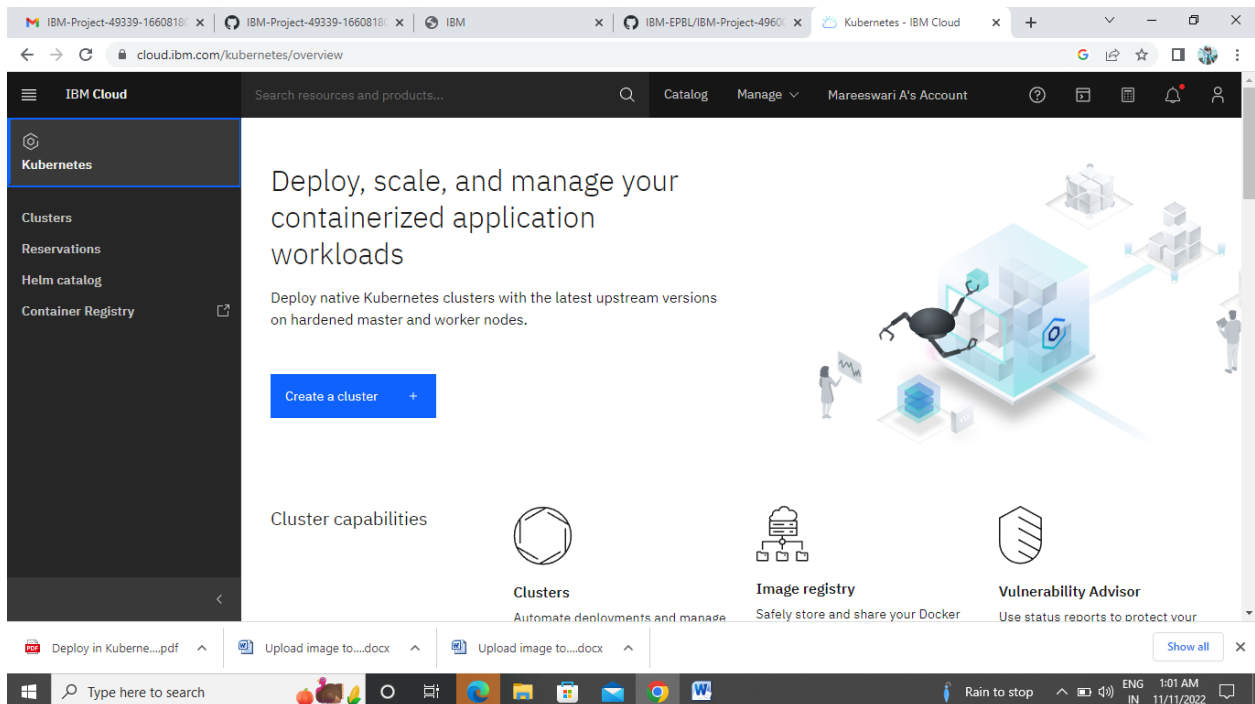 IBM-Project-49339-16608180
IBM-Project-49339-16608180
IBM
IBM-EPBL/IBM-Project-49600
Kubernetes - IBM Cloud
cloud.ibm.com/kubernetes/overview
IBM Cloud
Search resources and products...
Catalog
Manage
Mareeswari A's Account
Kubernetes
Clusters
Reservations
Helm catalog
Container Registry
Deploy, scale, and manage your
containerized application
workloads
Deploy native Kubernetes clusters with the latest upstream versions
on hardened master and worker nodes.
Create a cluster +
Cluster capabilities
Clusters
Automate deployments and manage
Image registry
Safely store and share your Docker
Vulnerability Advisor
Use status reports to protect your
PDF
Deploy in Kuberne....pdf
Upload image to....docx
Upload image to....docx
Show all
Type here to search
Rain to stop
ENG
IN
1:01 AM
11/11/2022